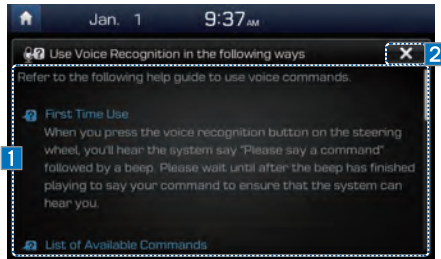 Jan. 1 9:37 AM
Use Voice Recognition in the following ways
2
Refer to the following help guide to use voice commands.
First Time Use
When you press the voice recognition button on the steering
wheel, you'll hear the system say "Please say a command"
1
followed by a beep. Please wait until after the beep has finished
playing to say your command to ensure that the system can
hear you.
List of Available Commands